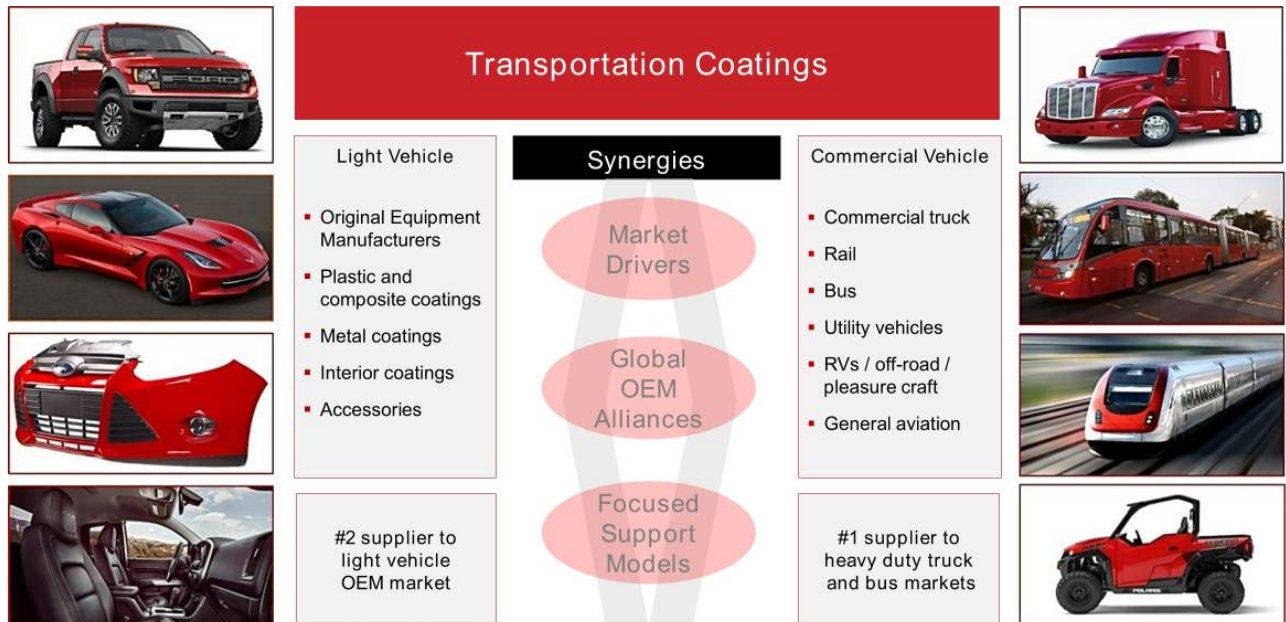 Transportation Coatings
Light Vehicle
▪ Original Equipment
Manufacturers
▪ Plastic and
composite coatings
▪ Metal coatings
▪ Interior coatings
▪ Accessories
#2 supplier to
light vehicle
OEM market
Synergies
Market
Drivers
Global
OEM
Alliances
Focused
Support
Models
Commercial Vehicle
▪ Commercial truck
▪ Rail
▪ Bus
▪ Utility vehicles
▪ RVs / off-road /
pleasure craft
▪ General aviation
#1 supplier to
heavy duty truck
and bus markets
FORD
POLARIS